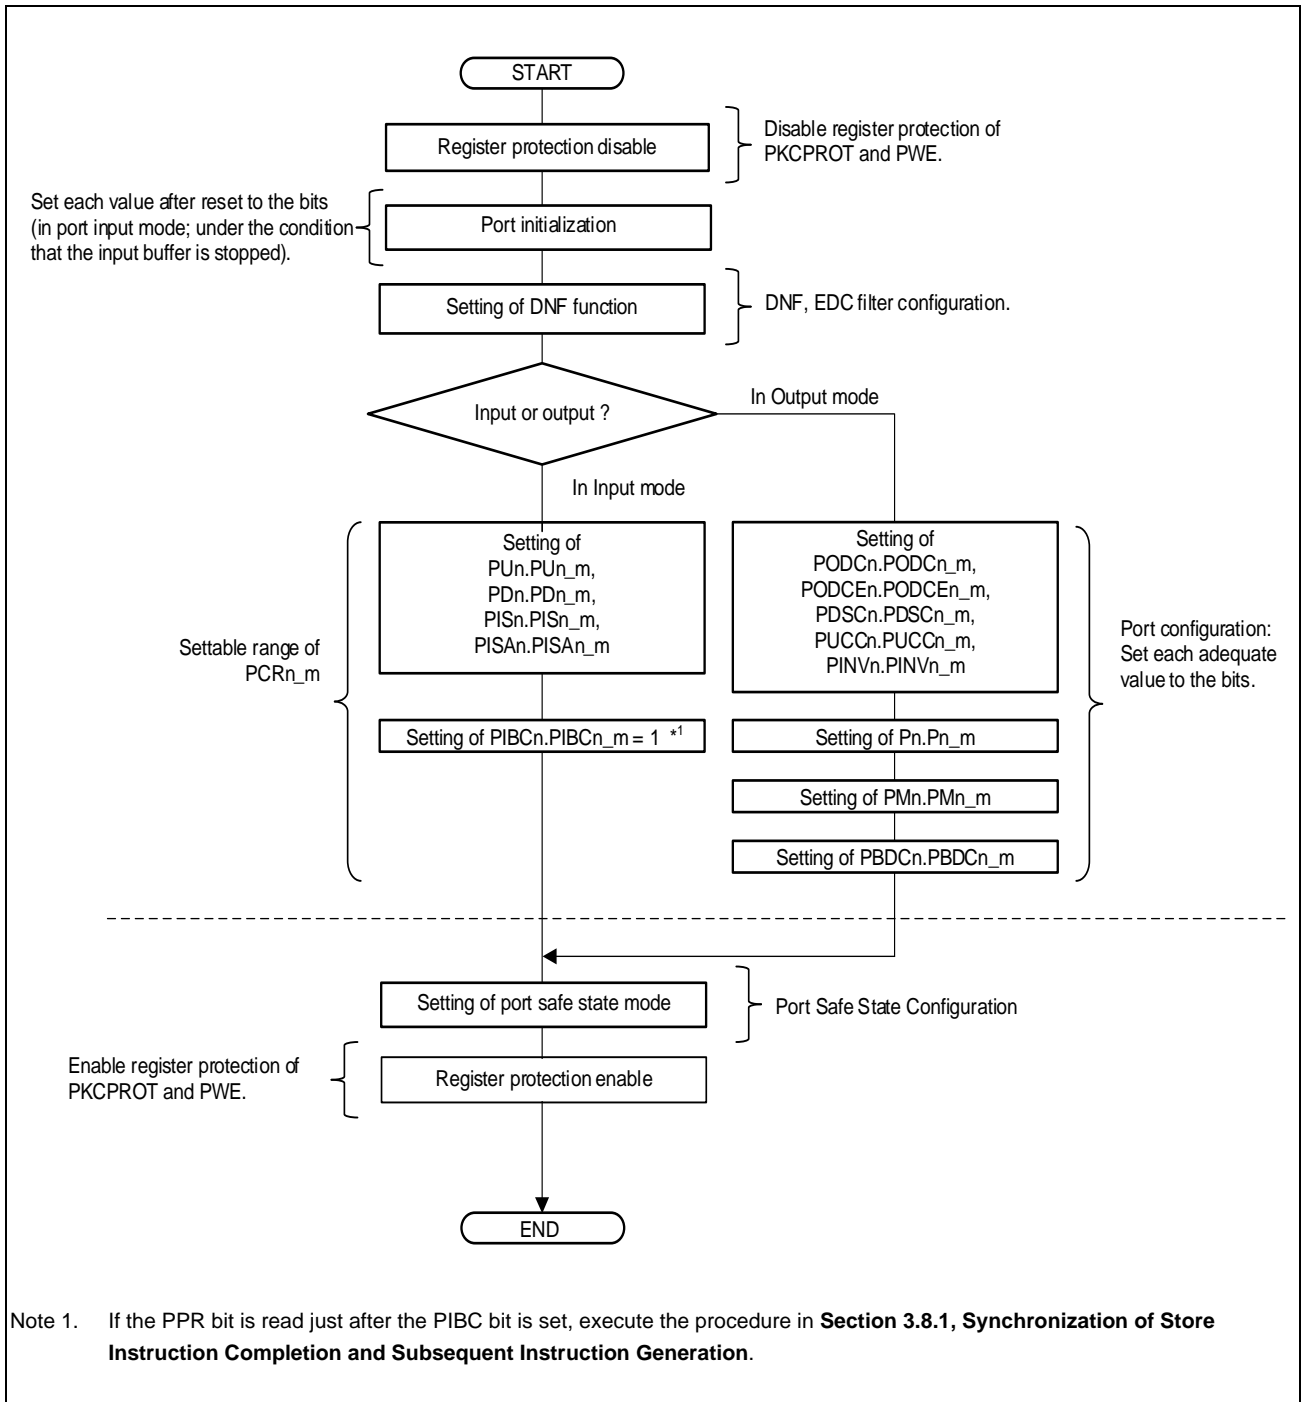 START
Register protection disable
Disable register protection of
PKCPROT and PWE.
Set each value after reset to the bits
(in port input mode; under the condition
that the input buffer is stopped).
Port initialization
Setting of DNF function
DNF, EDC filter configuration.
Input or output ?
In Output mode
In Input mode
Settable range of
PCRn_m
Setting of
PUn.PUn_m,
PDn.PDn_m,
PISn.PISn_m,
PISAn.PISAn_m
Setting of PIBCn.PIBCn_m = 1 *1
Setting of
PODCn.PODCn_m,
PODCEn.PODCEn_m,
PDSCn.PDSCn_m,
PUCCn.PUCCn_m,
PINVn.PINVn_m
Setting of Pn.Pn_m
Setting of PMn.PMn_m
Setting of PBDCn.PBDCn_m
Port configuration:
Set each adequate
value to the bits.
Setting of port safe state mode
Port Safe State Configuration
Enable register protection of
PKCPROT and PWE.
Register protection enable
END
Note 1. If the PPR bit is read just after the PIBC bit is set, execute the procedure in Section 3.8.1, Synchronization of Store
Instruction Completion and Subsequent Instruction Generation.